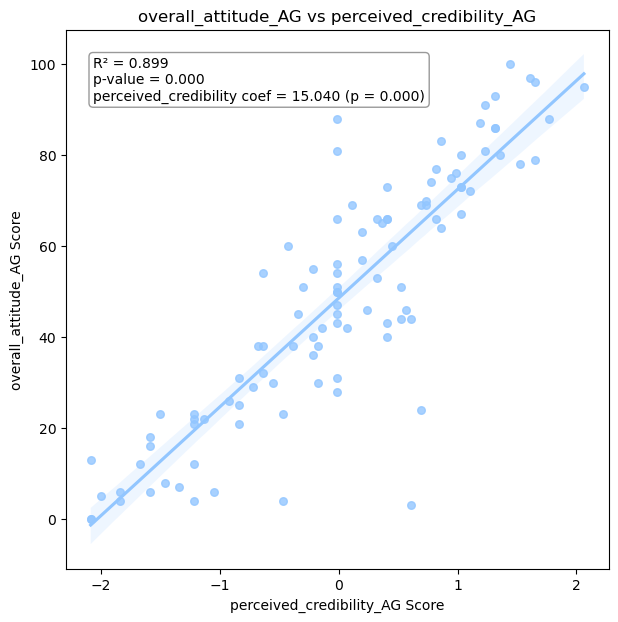 overall_attitude_AG vs perceived_credibility_AG
R² = 0.899
p-value = 0.000
perceived_credibility coef = 15.040 (p = 0.000)
overall_attitude_AG Score
100
80
60
40
20
0
−2
−1
0
1
2
perceived_credibility_AG Score